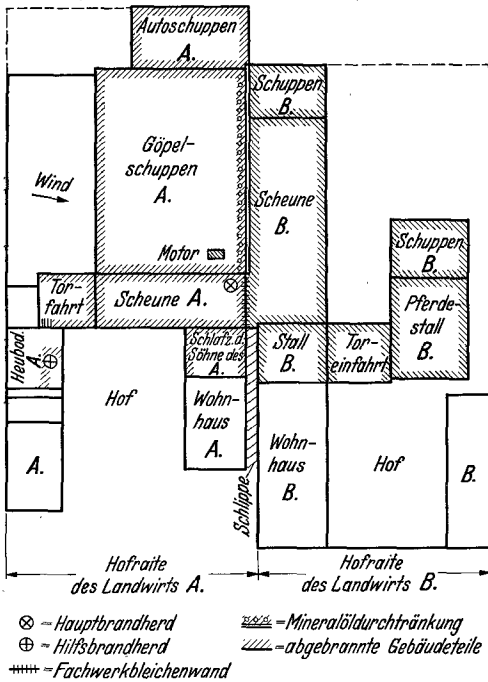 Autoschuppen
A.
Schuppen
B.
Göpel-
schuppen
A.
Wind
Scheune
B.
Motor
Schuppen
B.
Tor-
fahrt
Scheune A.
Pferde-
stall
B.
Heubod.
A.
Schlafz. d.
Söhne des
A.
Stall
B.
Tor-
einfahrt
Hof
Wohn-
haus
A.
Wohn-
haus
B.
Hof
A.
B.
Schlippe
Hofraite
des Landwirts A.
Hofraite
des Landwirts B.
= Hauptbrandherd
= Hilfsbrandherd
= Fachwerkbleichenwand
= Mineralöldurchtränkung
= abgebrannte Gebäudeteile